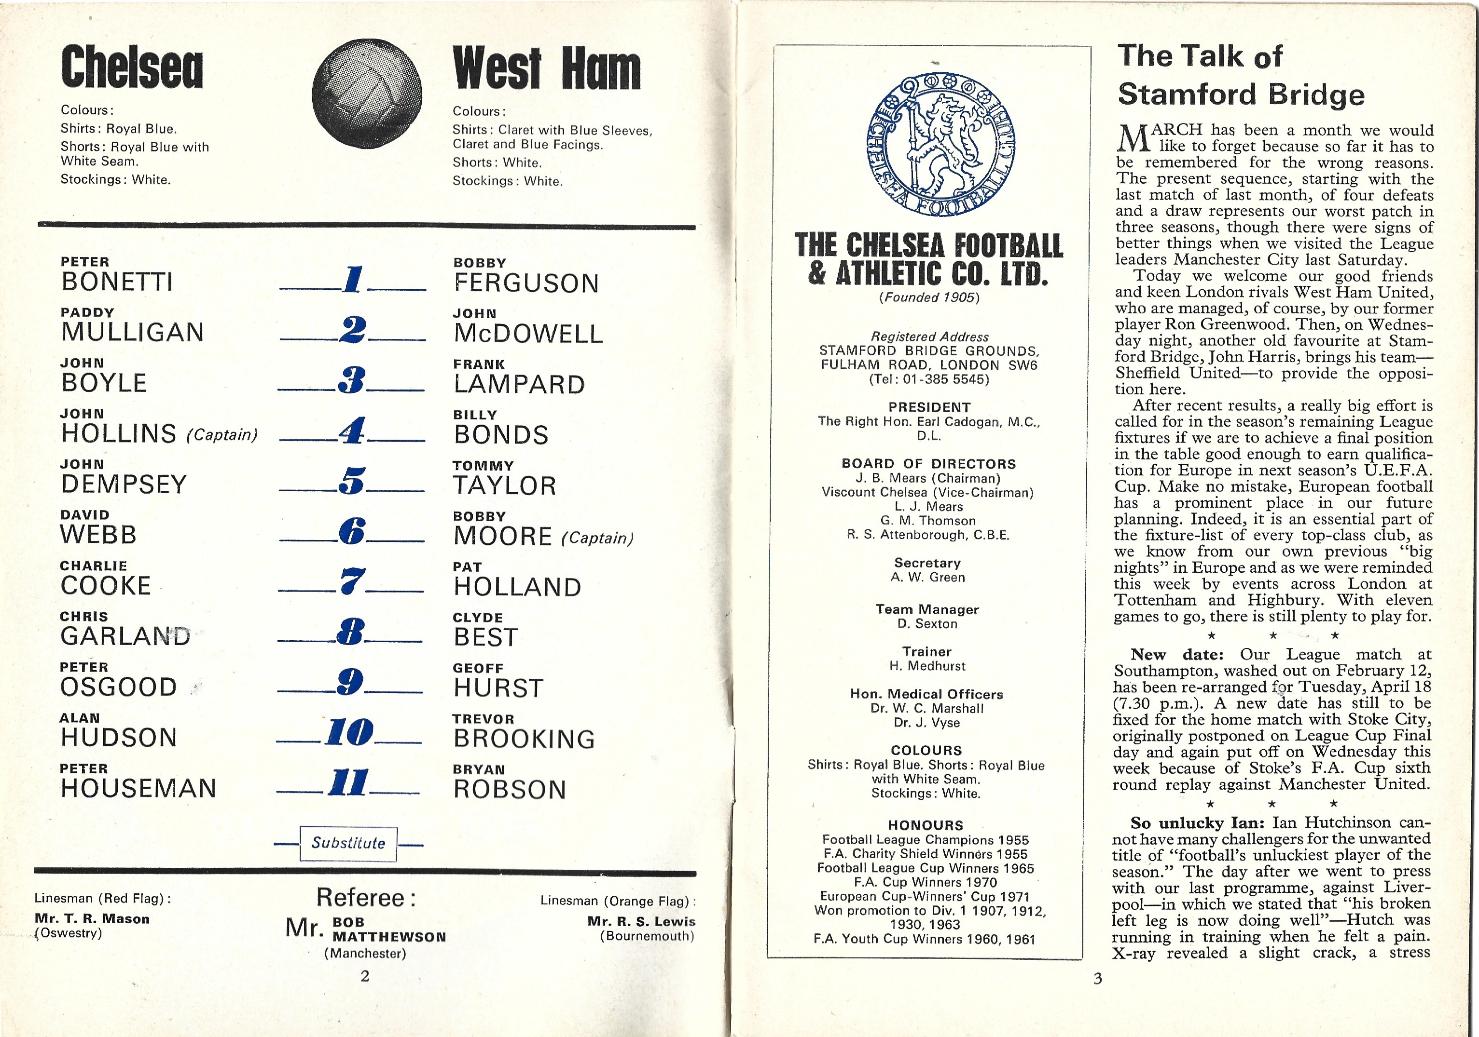 Chelsea
Colours:
Shirts: Royal Blue.
Shorts: Royal Blue with
White Seam.
Stockings: White.
West Ham
Colours:
Shirts: Claret with Blue Sleeves,
Claret and Blue Facings.
Shorts: White.
Stockings: White.
PETER
BONETTI
1
BOBBY
FERGUSON
PADDY
MULLIGAN
2
JOHN
McDOWELL
JOHN
BOYLE
3
FRANK
LAMPARD
JOHN
HOLLINS (Captain)
4
BILLY
BONDS
JOHN
DEMPSEY
5
TOMMY
TAYLOR
DAVID
WEBB
6
BOBBY
MOORE (Captain)
CHARLIE
COOKE
7
PAT
HOLLAND
CHRIS
GARLAND
8
CLYDE
BEST
PETER
OSGOOD
9
GEOFF
HURST
ALAN
HUDSON
10
TREVOR
BROOKING
PETER
HOUSEMAN
11
BRYAN
ROBSON
Substitute
Linesman (Red Flag):
Mr. T. R. Mason
(Oswestry)
Referee:
Mr. BOB
MATTHEWSON
(Manchester)
Linesman (Orange Flag):
Mr. R. S. Lewis
(Bournemouth)
2
CHELSEA FOOTBALL CLUB
THE CHELSEA FOOTBALL
& ATHLETIC CO. LTD.
(Founded 1905)
Registered Address
STAMFORD BRIDGE GROUNDS,
FULHAM ROAD, LONDON SW6
(Tel: 01-385 5545)
PRESIDENT
The Right Hon. Earl Cadogan, M.C.,
D.L.
BOARD OF DIRECTORS
J. B. Mears (Chairman)
Viscount Chelsea (Vice-Chairman)
L. J. Mears
G. M. Thomson
R. S. Attenborough, C.B.E.
Secretary
A. W. Green
Team Manager
D. Sexton
Trainer
H. Medhurst
Hon. Medical Officers
Dr. W. C. Marshall
Dr. J. Vyse
COLOURS
Shirts: Royal Blue. Shorts: Royal Blue
with White Seam.
Stockings: White.
HONOURS
Football League Champions 1955
F.A. Charity Shield Winners 1955
Football League Cup Winners 1965
F.A. Cup Winners 1970
European Cup-Winners' Cup 1971
Won promotion to Div. 1 1907, 1912,
1930, 1963
F.A. Youth Cup Winners 1960, 1961
The Talk of
Stamford Bridge
MARCH has been a month we would
like to forget because so far it has to
be remembered for the wrong reasons.
The present sequence, starting with the
last match of last month, of four defeats
and a draw represents our worst patch in
three seasons, though there were signs of
better things when we visited the League
leaders Manchester City last Saturday.
Today we welcome our good friends
and keen London rivals West Ham United,
who are managed, of course, by our former
player Ron Greenwood. Then, on Wednes-
day night, another old favourite at Stam-
ford Bridge, John Harris, brings his team—
Sheffield United—to provide the opposi-
tion here.
After recent results, a really big effort is
called for in the season's remaining League
fixtures if we are to achieve a final position
in the table good enough to earn qualifica-
tion for Europe in next season's U.E.F.A.
Cup. Make no mistake, European football
has a prominent place in our future
planning. Indeed, it is an essential part of
the fixture-list of every top-class club, as
we know from our own previous "big
nights" in Europe and as we were reminded
this week by events across London at
Tottenham and Highbury. With eleven
games to go, there is still plenty to play for.
* * *
New date: Our League match at
Southampton, washed out on February 12,
has been re-arranged for Tuesday, April 18
(7.30 p.m.). A new date has still to be
fixed for the home match with Stoke City,
originally postponed on League Cup Final
day and again put off on Wednesday this
week because of Stoke's F.A. Cup sixth
round replay against Manchester United.
* * *
So unlucky Ian: Ian Hutchinson can-
not have many challengers for the unwanted
title of "football's unluckiest player of the
season." The day after we went to press
with our last programme, against Liver-
pool—in which we stated that "his broken
left leg is now doing well"—Hutch was
running in training when he felt a pain.
X-ray revealed a slight crack, a stress
3